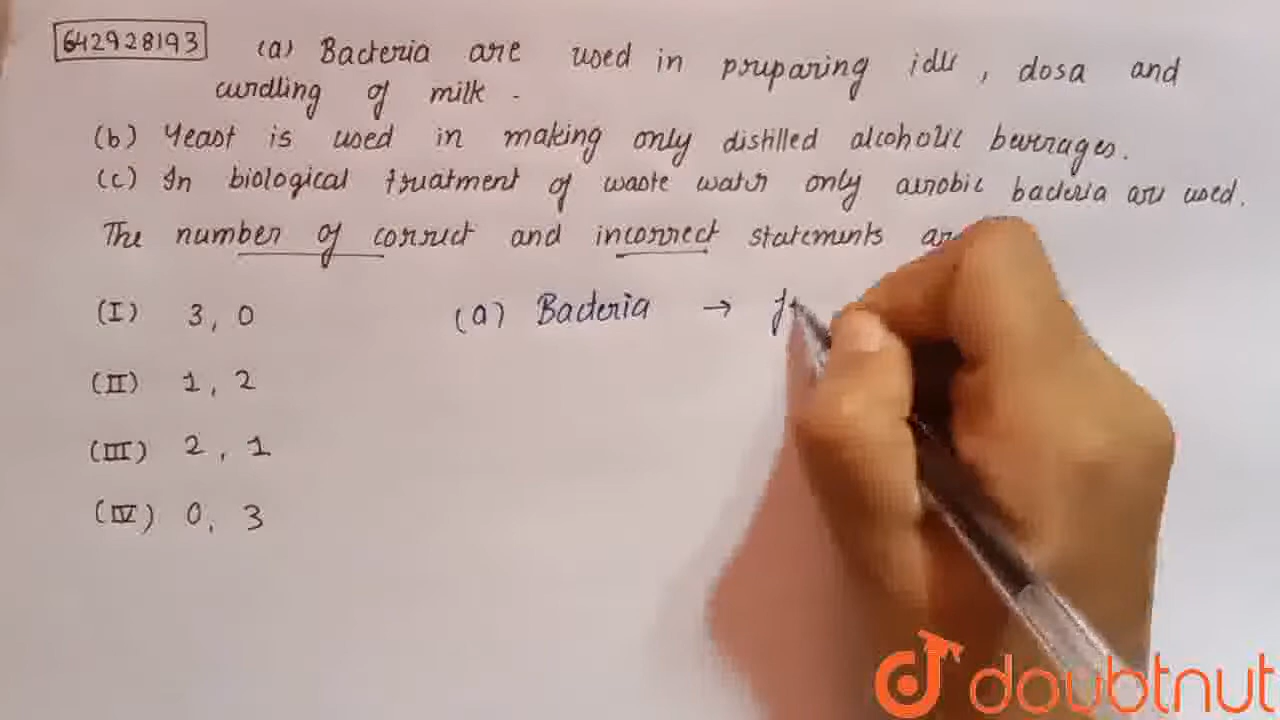 642928193
(a) Bacteria are used in preparing idli, dosa and
curdling of milk.
(b) Yeast is used in making only distilled alcoholic beverages.
(c) In biological treatment of waste water only aerobic bacteria are used.
The number of correct and incorrect statements
(I) 3, 0
(a) Bacteria →
(II) 1, 2
(III) 2, 1
(IV) 0, 3
doubtnut